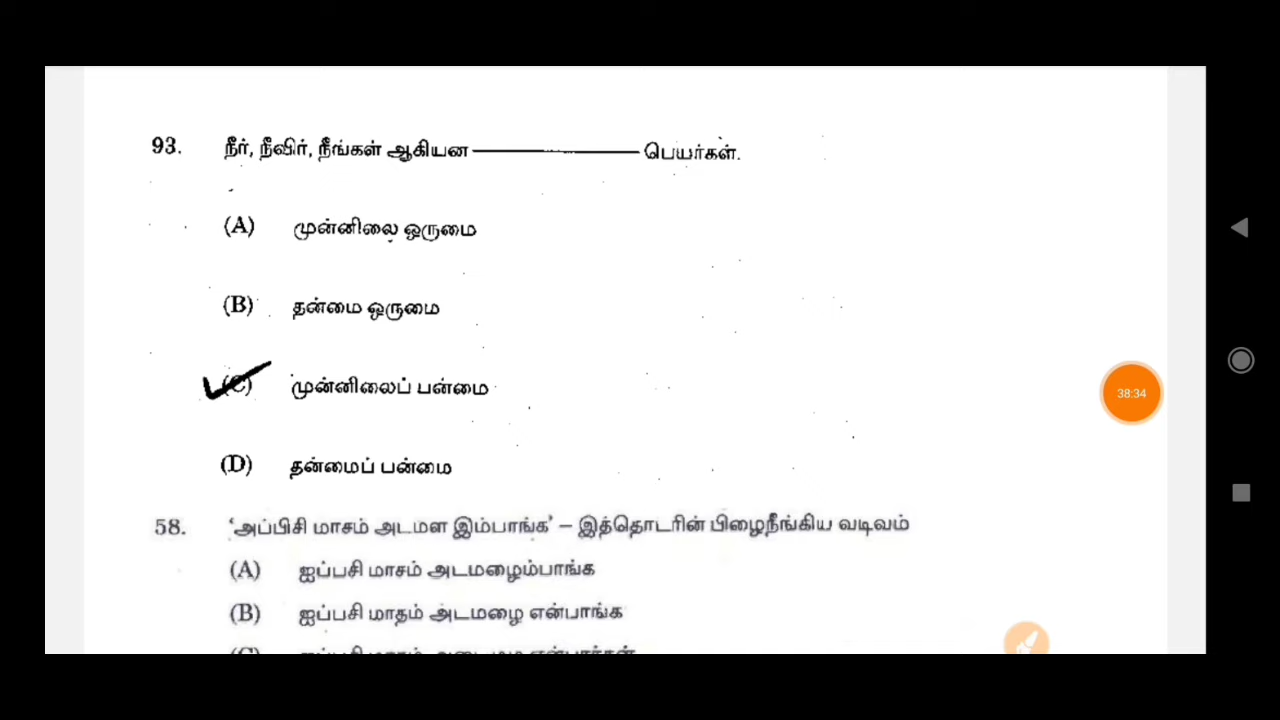 93. நீர், நீவிர், நீங்கள் ஆகியன ———— பெயர்கள்.
(A) முன்னிலை ஒருமை
(B) தன்மை ஒருமை
(C) முன்னிலைப் பன்மை
38:34
(D) தன்மைப் பன்மை
58. 'அப்பிசி மாசம் அடமள இம்பாங்க' – இத்தொடரின் பிழைநீங்கிய வடிவம்
(A) ஐப்பசி மாசம் அடமழைம்பாங்க
(B) ஐப்பசி மாதம் அடமழை என்பாங்க